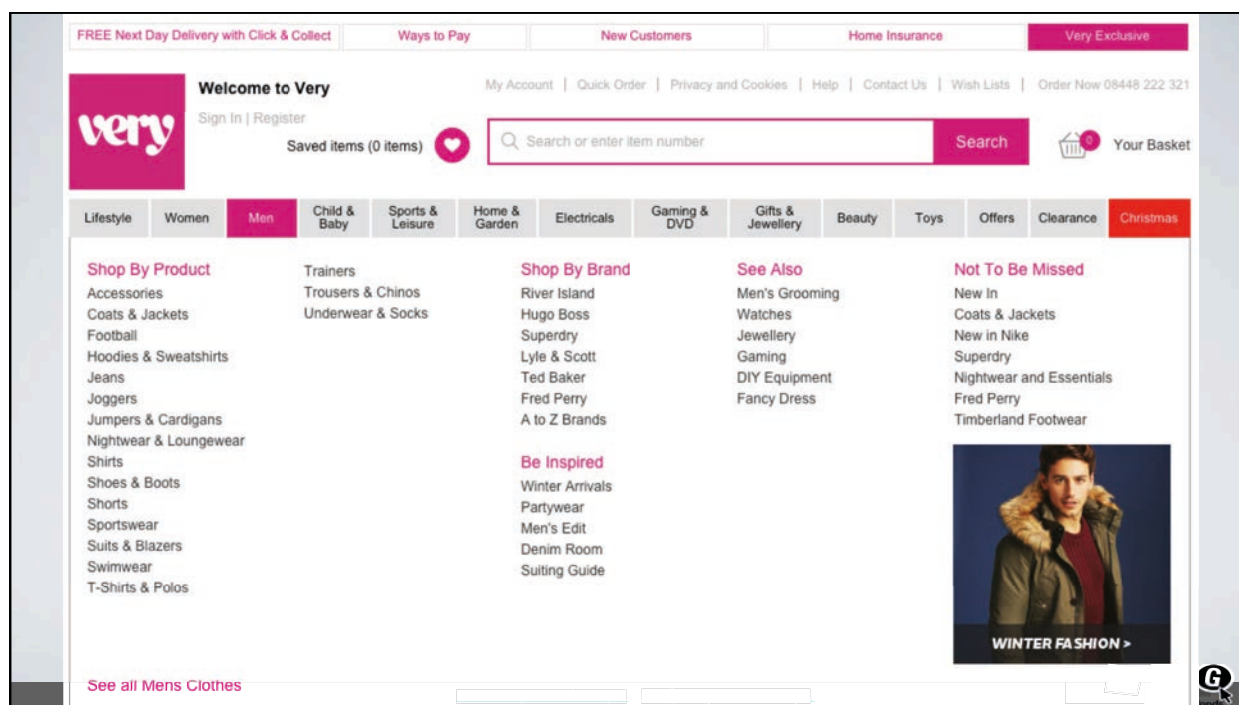 FREE Next Day Delivery with Click & Collect
Ways to Pay
New Customers
Home Insurance
Very Exclusive
very
Welcome to Very
Sign In | Register
Saved items (0 items)
My Account | Quick Order | Privacy and Cookies | Help | Contact Us | Wish Lists | Order Now 08448 222 321
Search or enter item number
Search
0
Your Basket
Lifestyle
Women
Men
Child &
Baby
Sports &
Leisure
Home &
Garden
Electricals
Gaming &
DVD
Gifts &
Jewellery
Beauty
Toys
Offers
Clearance
Christmas
Shop By Product
Accessories
Coats & Jackets
Football
Hoodies & Sweatshirts
Jeans
Joggers
Jumpers & Cardigans
Nightwear & Loungewear
Shirts
Shoes & Boots
Shorts
Sportswear
Suits & Blazers
Swimwear
T-Shirts & Polos
Trainers
Trousers & Chinos
Underwear & Socks
Shop By Brand
River Island
Hugo Boss
Superdry
Lyle & Scott
Ted Baker
Fred Perry
A to Z Brands
Be Inspired
Winter Arrivals
Partywear
Men's Edit
Denim Room
Suiting Guide
See Also
Men's Grooming
Watches
Jewellery
Gaming
DIY Equipment
Fancy Dress
Not To Be Missed
New In
Coats & Jackets
New in Nike
Superdry
Nightwear and Essentials
Fred Perry
Timberland Footwear
WINTER FASHION >
See all Mens Clothes
G